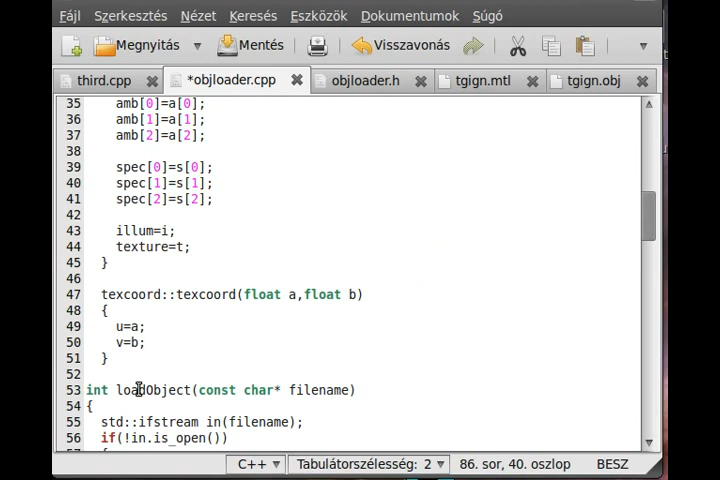 Fájl Szerkesztés Nézet Keresés Eszközök Dokumentumok Súgó
Megnyitás Mentés Visszavonás
third.cpp *objloader.cpp objloader.h tgign.mtl tgign.obj
35 amb[0]=a[0];
36 amb[1]=a[1];
37 amb[2]=a[2];
38
39 spec[0]=s[0];
40 spec[1]=s[1];
41 spec[2]=s[2];
42
43 illum=i;
44 texture=t;
45 }
46
47 texcoord::texcoord(float a,float b)
48 {
49 u=a;
50 v=b;
51 }
52
53 int loadObject(const char* filename)
54 {
55 std::ifstream in(filename);
56 if(!in.is_open())
C++ Tabulátorszélesség: 2 86. sor, 40. oszlop BESZ